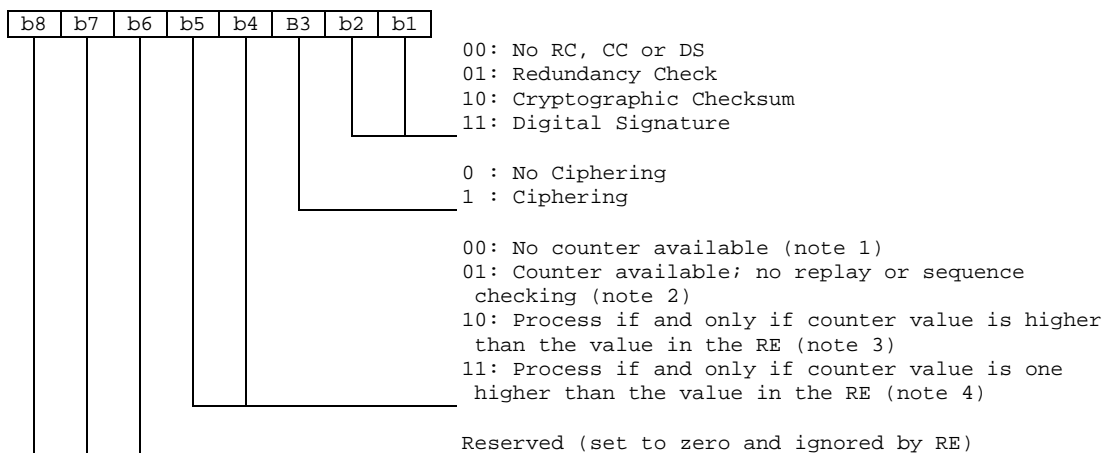 b8 b7 b6 b5 b4 B3 b2 b1
00: No RC, CC or DS
01: Redundancy Check
10: Cryptographic Checksum
11: Digital Signature
0 : No Ciphering
1 : Ciphering
00: No counter available (note 1)
01: Counter available; no replay or sequence
checking (note 2)
10: Process if and only if counter value is higher
than the value in the RE (note 3)
11: Process if and only if counter value is one
higher than the value in the RE (note 4)
Reserved (set to zero and ignored by RE)